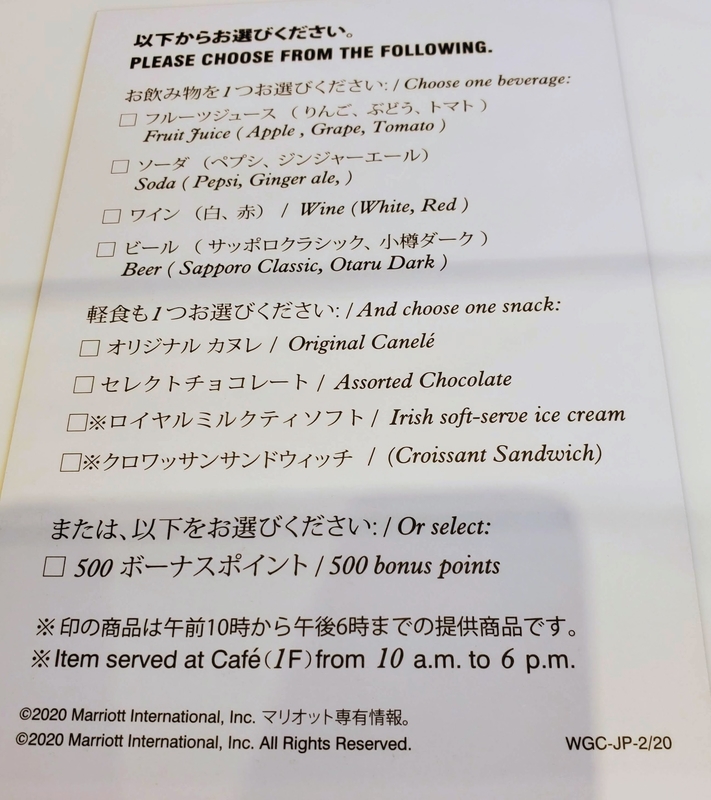 以下からお選びください。
PLEASE CHOOSE FROM THE FOLLOWING.
お飲み物を1つお選びください: / Choose one beverage:
□ フルーツジュース （りんご、ぶどう、トマト）
Fruit Juice ( Apple , Grape, Tomato )
□ ソーダ （ペプシ、ジンジャーエール）
Soda ( Pepsi, Ginger ale, )
□ ワイン （白、赤） / Wine (White, Red )
□ ビール （ サッポロクラシック、小樽ダーク ）
Beer ( Sapporo Classic, Otaru Dark )
軽食も1つお選びください: / And choose one snack:
□ オリジナル カヌレ / Original Canelé
□ セレクトチョコレート / Assorted Chocolate
□※ロイヤルミルクティソフト / Irish soft-serve ice cream
□※クロワッサンサンドウィッチ / (Croissant Sandwich)
または、以下をお選びください: / Or select:
□ 500 ボーナスポイント / 500 bonus points
※ 印の商品は午前10時から午後6時までの提供商品です。
※ Item served at Café（1F）from 10 a.m. to 6 p.m.
©2020 Marriott International, Inc. マリオット専有情報。
©2020 Marriott International, Inc. All Rights Reserved. WGC-JP-2/20